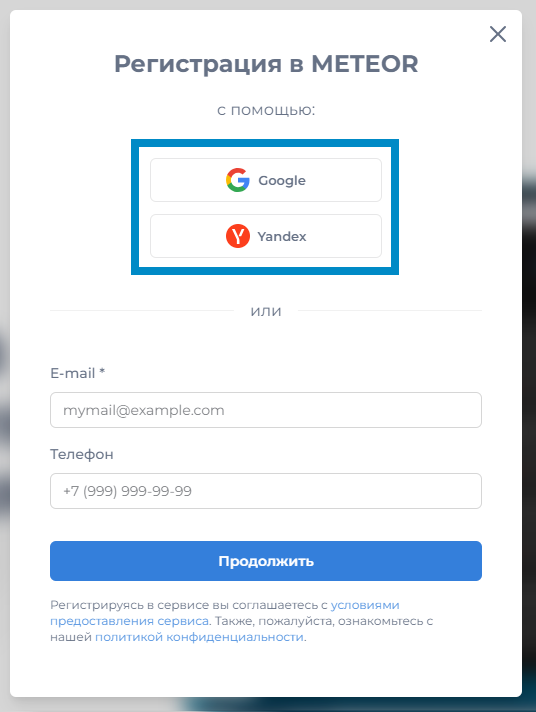 Регистрация в METEOR
с помощью:
Google
Yandex
или
E-mail *
mymail@example.com
Телефон
+7 (999) 999-99-99
Продолжить
Регистрируясь в сервисе вы соглашаетесь с условиями
предоставления сервиса. Также, пожалуйста, ознакомьтесь с
нашей политикой конфиденциальности.